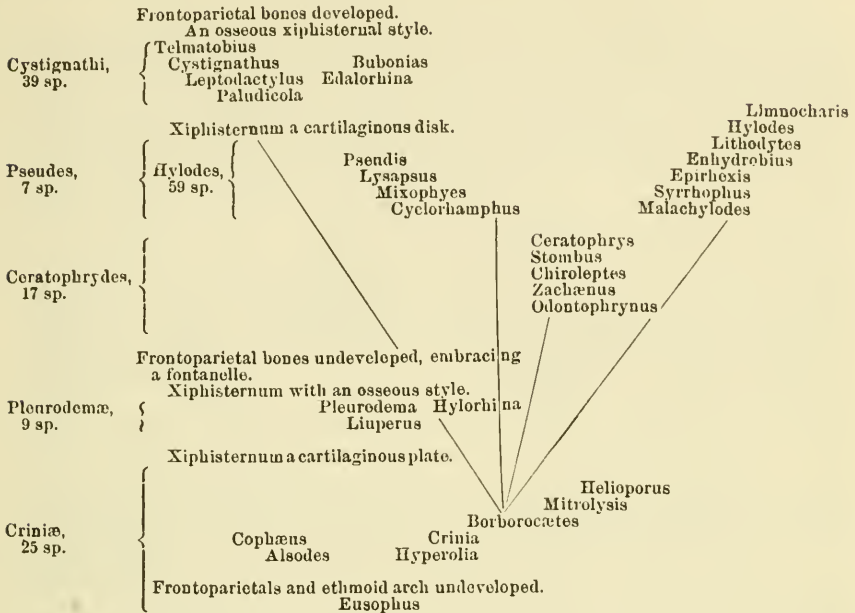 Frontoparietal bones developed.
An osseous xiphisternal style.
Cystignathi,
39 sp.
Telmatobius
Cystignathus Bubonias
Leptodactylus Edalorhina
Paludicola
Xiphisternum a cartilaginous disk.
Pseudes,
7 sp.
Hylodes,
59 sp.
Pseudis
Lysapsus
Mixophyes
Cyclorhamphus
Limnocharis
Hylodes
Lithodytes
Enhydrobius
Epirhexis
Syrrhophus
Malachylodes
Ceratophrydes,
17 sp.
Ceratophrys
Stombus
Chiroleptes
Zachænus
Odontophrynus
Frontoparietal bones undeveloped, embracing
a fontanelle.
Xiphisternum with an osseous style.
Pleurodemæ,
9 sp.
Pleurodema Hylorhina
Liuperus
Xiphisternum a cartilaginous plate.
Criniæ,
25 sp.
Helioporus
Mitrolysis
Borborocætes
Cophæus Crinia
Alsodes Hyperolia
Frontoparietals and ethmoid arch undeveloped.
Eusophus